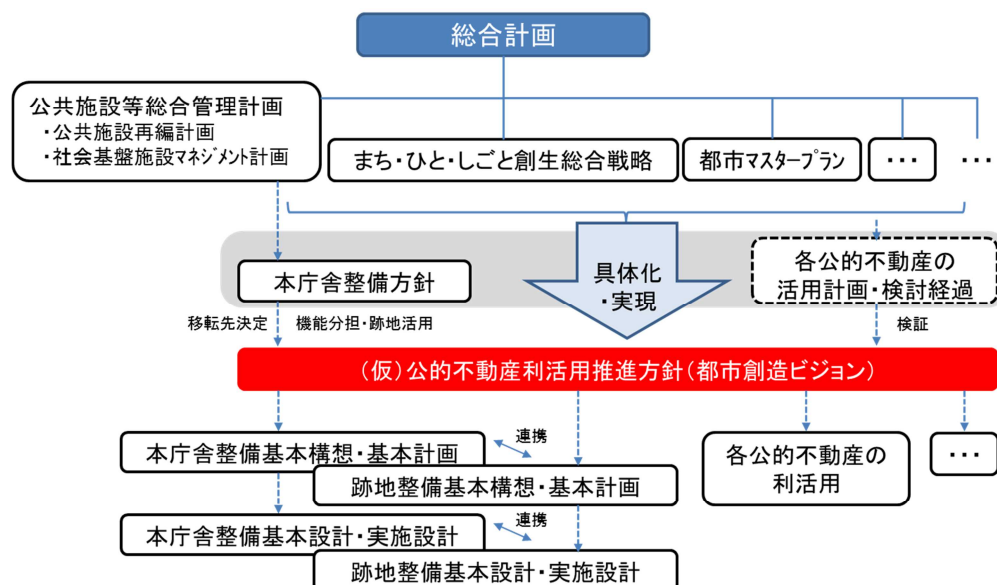 総合計画
公共施設等総合管理計画
・公共施設再編計画
・社会基盤施設マネジメント計画
まち・ひと・しごと創生総合戦略
都市マスタープラン
・・・
・・・
本庁舎整備方針
具体化
・実現
各公的不動産の
活用計画・検討経過
移転先決定
機能分担・跡地活用
検証
(仮)公的不動産利活用推進方針(都市創造ビジョン)
本庁舎整備基本構想・基本計画
連携
跡地整備基本構想・基本計画
各公的不動産の
利活用
・・・
本庁舎整備基本設計・実施設計
連携
跡地整備基本設計・実施設計